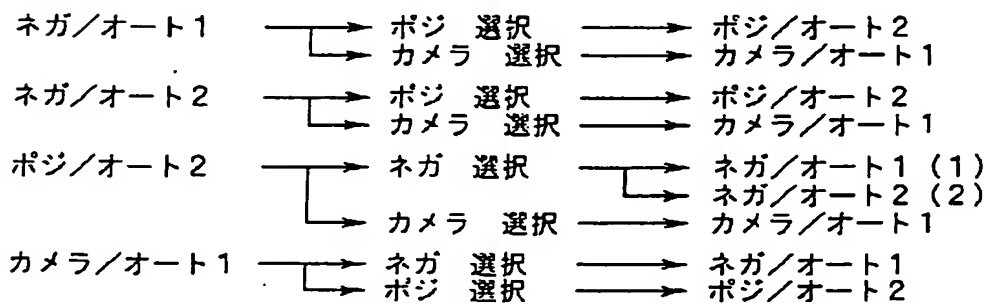 ネガ／オート１ ポジ 選択 ポジ／オート２
カメラ 選択 カメラ／オート１
ネガ／オート２ ポジ 選択 ポジ／オート２
カメラ 選択 カメラ／オート１
ポジ／オート２ ネガ 選択 ネガ／オート１（１）
ネガ／オート２（２）
カメラ 選択 カメラ／オート１
カメラ／オート１ ネガ 選択 ネガ／オート１
ポジ 選択 ポジ／オート２